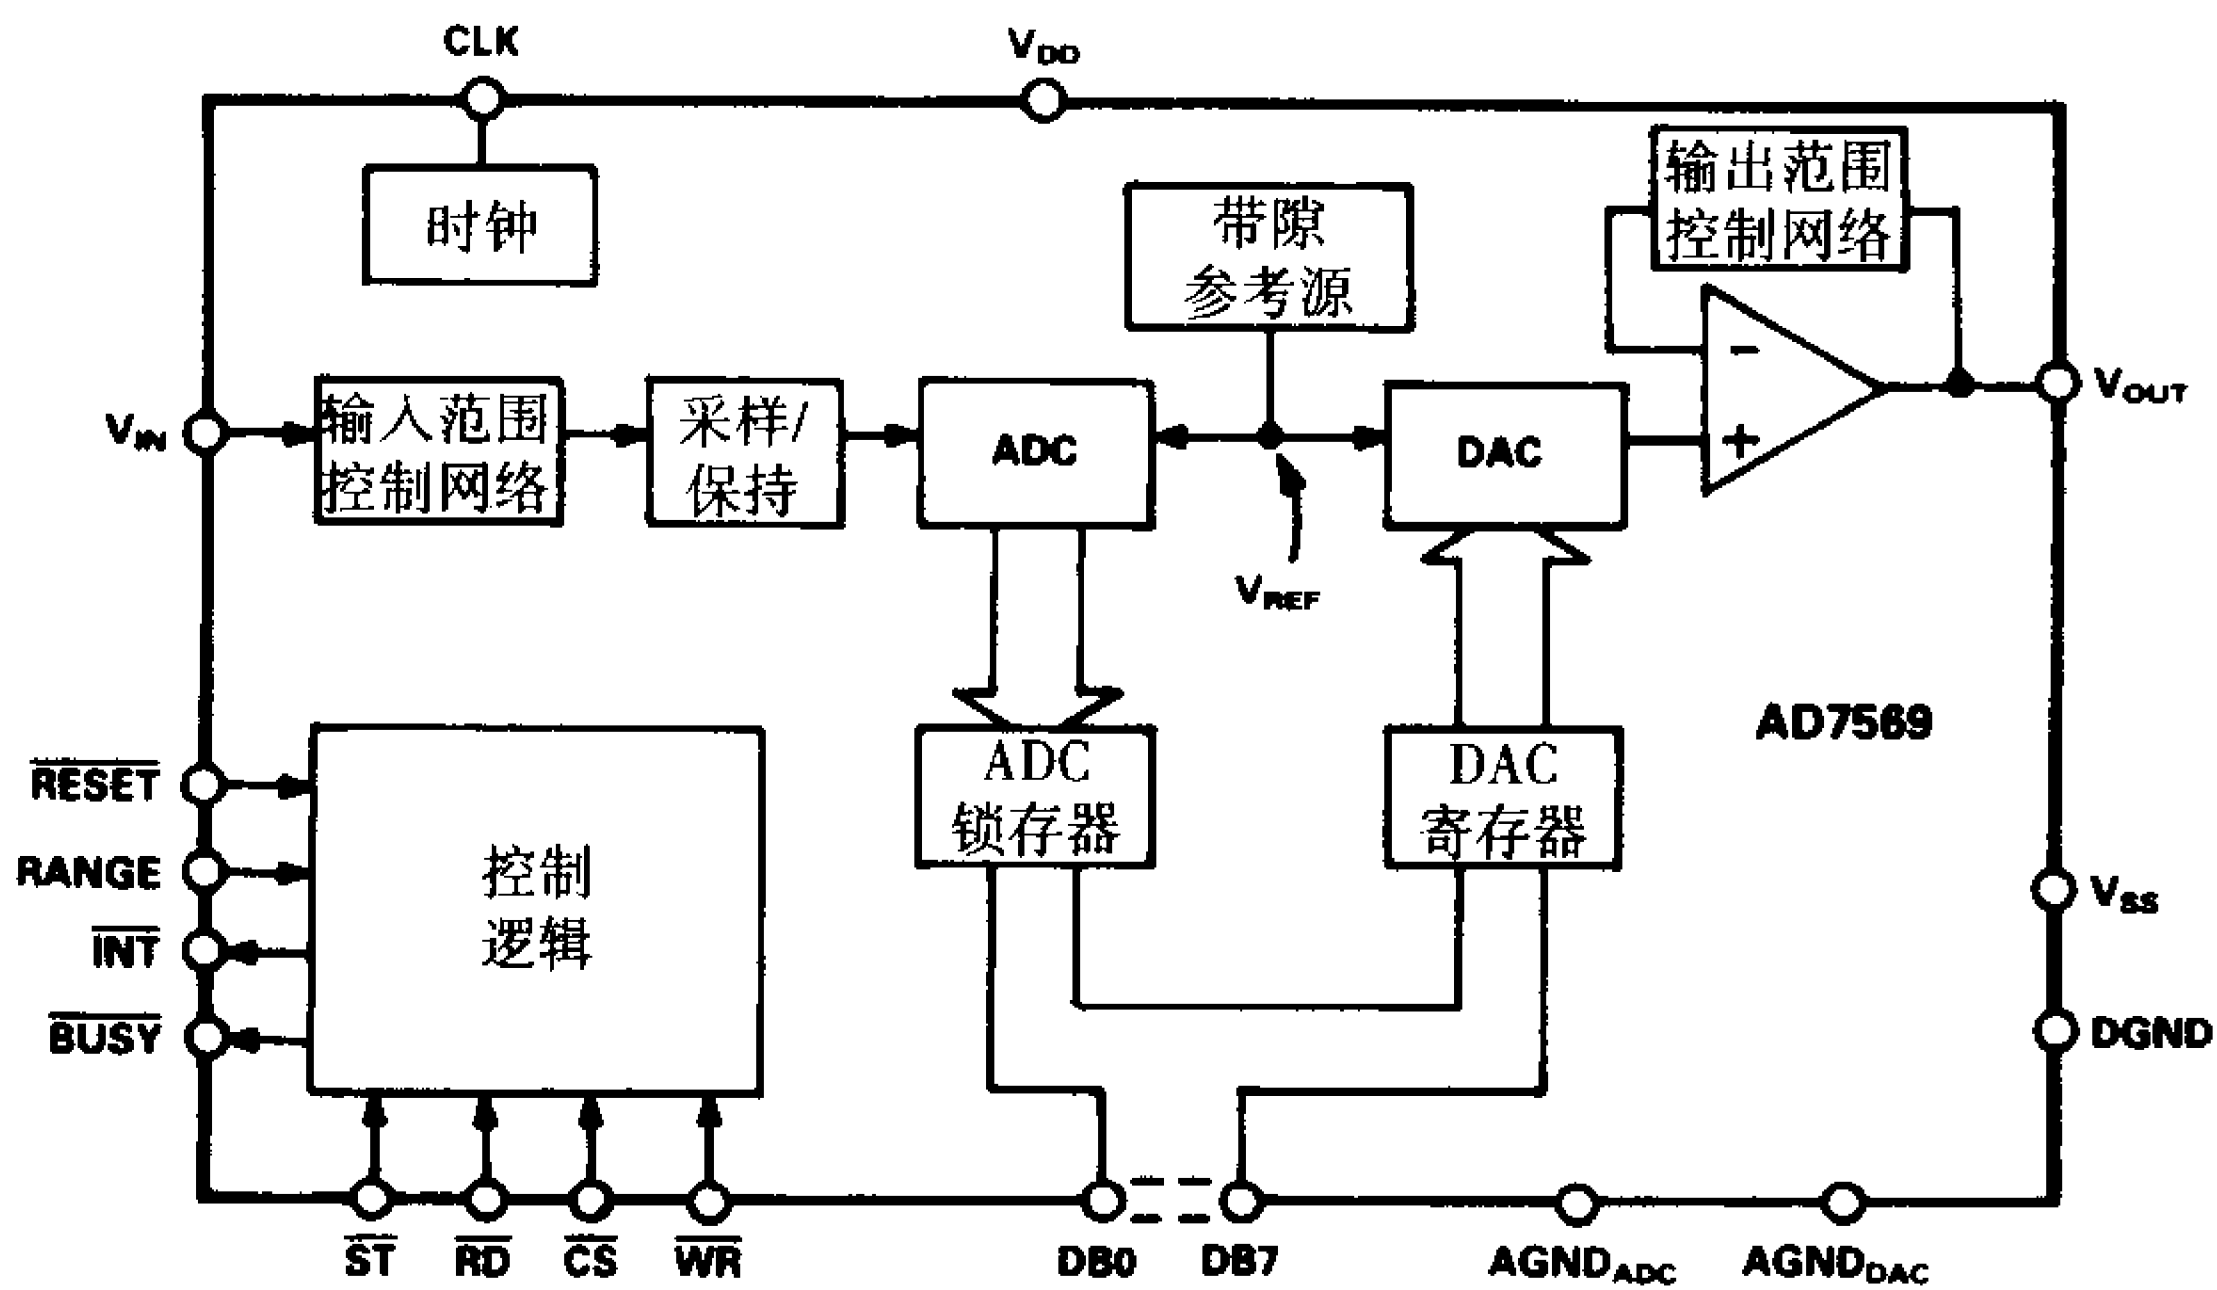 CLK
VDD
时钟
带隙
参考源
输出范围
控制网络
VIN
输入范围
控制网络
采样/
保持
ADC
DAC
−
+
VOUT
VREF
AD7569
RESET
RANGE
INT
BUSY
控制
逻辑
ADC
锁存器
DAC
寄存器
VSS
DGND
ST
RD
CS
WR
DB0
DB7
AGNDADC
AGNDDAC